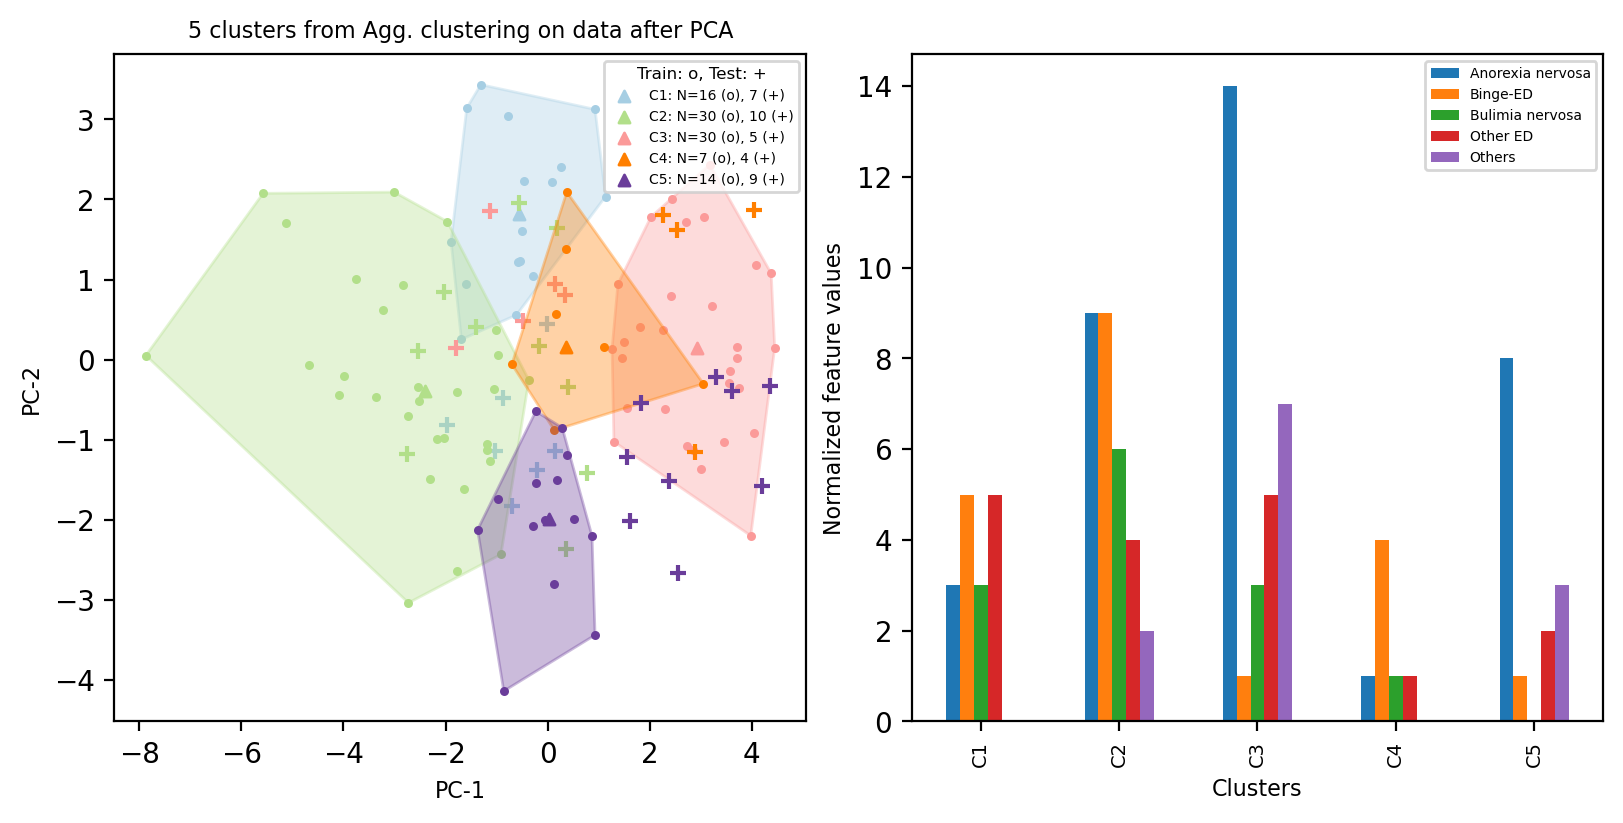 5 clusters from Agg. clustering on data after PCA
Train: o, Test: +
C1: N=16 (o), 7 (+)
C2: N=30 (o), 10 (+)
C3: N=30 (o), 5 (+)
C4: N=7 (o), 4 (+)
C5: N=14 (o), 9 (+)
3
2
1
0
−1
−2
−3
−4
PC-2
−8
−6
−4
−2
0
2
4
PC-1
Anorexia nervosa
Binge-ED
Bulimia nervosa
Other ED
Others
14
12
10
8
6
4
2
0
Normalized feature values
C1
C2
C3
C4
C5
Clusters